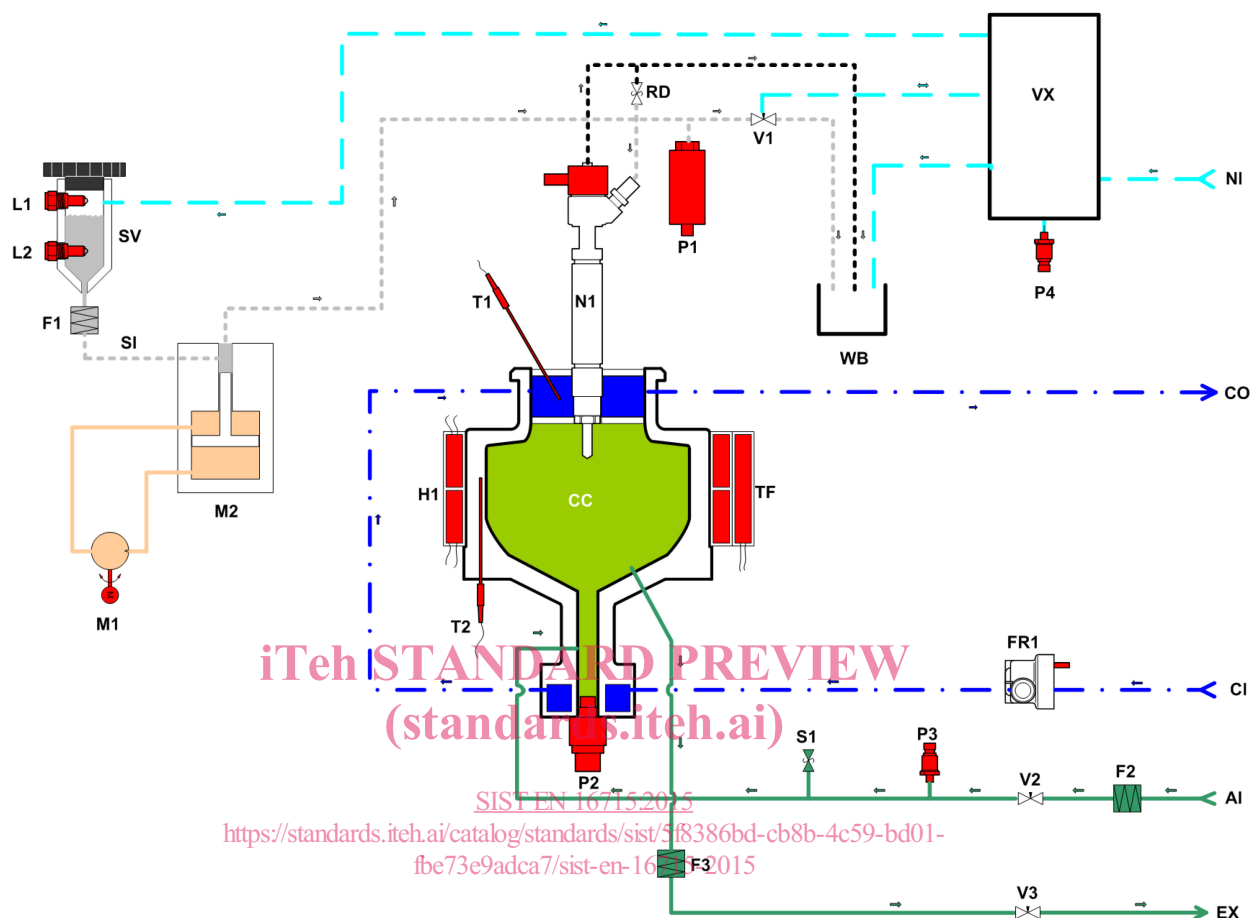 VX
RD
V1
NI
L1
SV
L2
P1
P4
T1
N1
F1
SI
WB
CO
H1
CC
TF
M2
M1
T2
iTeh STANDARD PREVIEW
FR1
CI
(standards.iteh.ai)
S1
P3
P2
V2
F2
AI
SIST EN 16715:2015
https://standards.iteh.ai/catalog/standards/sist/5f8386bd-cb8b-4c59-bd01-
fbe73e9adca7/sist-en-16715-2015
F3
V3
EX
M